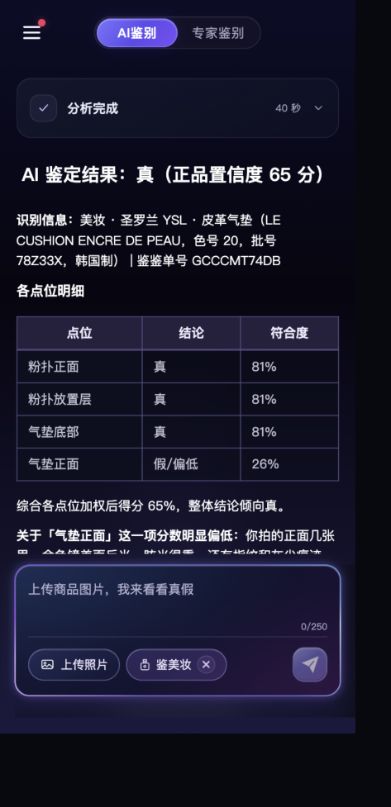 AI鉴别 专家鉴别
分析完成 40 秒
AI 鉴定结果：真（正品置信度 65 分）
识别信息：美妆 · 圣罗兰 YSL · 皮革气垫（LE
CUSHION ENCRE DE PEAU，色号 20，批号
78Z33X，韩国制）｜鉴鉴单号 GCCCMT74DB
各点位明细
点位 结论 符合度
粉扑正面 真 81%
粉扑放置层 真 81%
气垫底部 真 81%
气垫正面 假/偏低 26%
综合各点位加权后得分 65%，整体结论倾向真。
关于「气垫正面」这一项分数明显偏低：你拍的正面几张
上传商品图片，我来看看真假
0/250
上传照片 鉴美妆